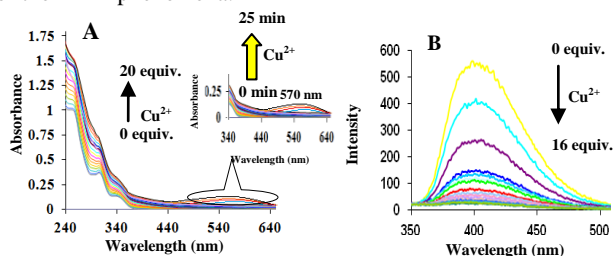 A
1.75
1.5
1.25
1
0.75
0.5
0.25
0
Absorbance
20 equiv.
Cu²⁺
0 equiv.
240 340 440 540 640
Wavelength (nm)
25 min
Cu²⁺
0 min 570 nm
Absorbance
0.25
0
340 440 540 640
Wavelength (nm)
B
600
500
400
300
200
100
0
Intensity
0 equiv.
Cu²⁺
16 equiv.
350 400 450 500
Wavelength (nm)